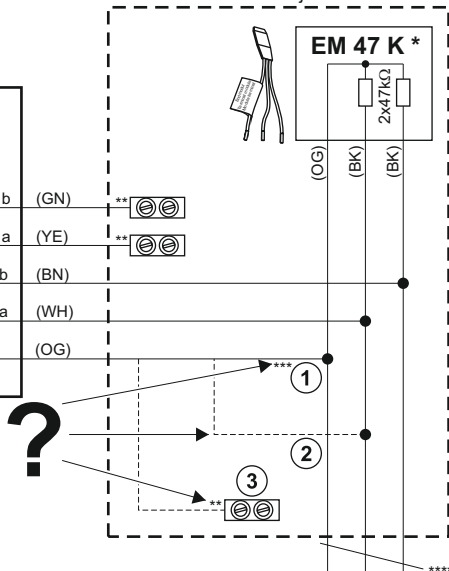 EM 47 K *
2x47kΩ
(OG)
(BK)
(BK)
b (GN) **
a (YE) **
b (BN)
a (WH)
(OG)
*** 1
?
2
3
**
****